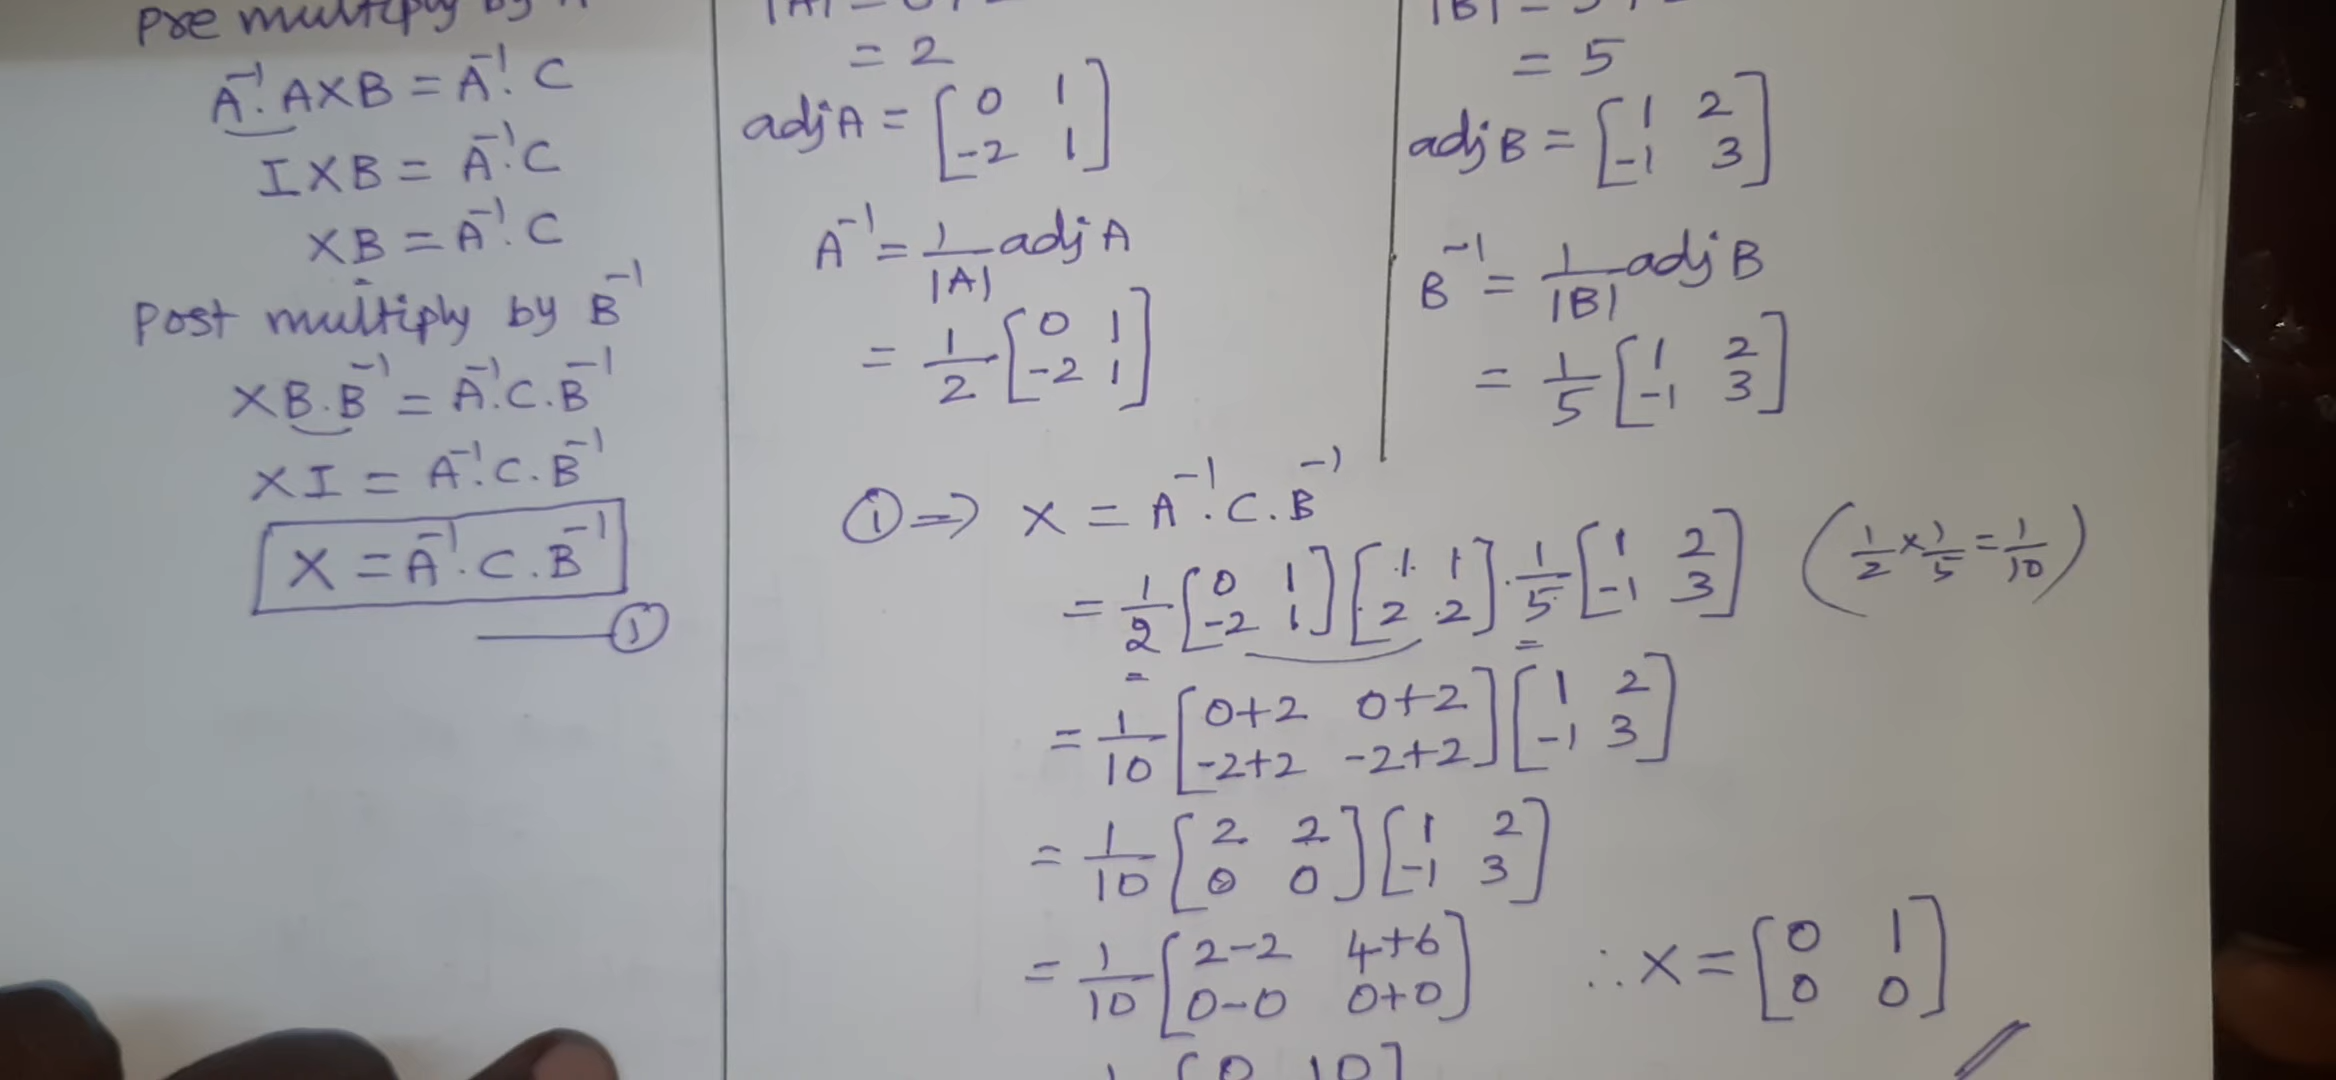 Pre multiply by A
A⁻¹.AXB = A⁻¹.C
IXB = A⁻¹.C
XB = A⁻¹.C
Post multiply by B⁻¹
XB.B⁻¹ = A⁻¹.C.B⁻¹
XI = A⁻¹.C.B⁻¹
X = A⁻¹.C.B⁻¹
①
= 2
adj A = [0 1
-2 1]
A⁻¹ = 1/|A| adj A
= 1/2 [0 1
-2 1]
= 5
adj B = [1 2
-1 3]
B⁻¹ = 1/|B| adj B
= 1/5 [1 2
-1 3]
① ⇒ X = A⁻¹.C.B⁻¹
= 1/2 [0 1; -2 1] [1 1; 2 2] . 1/5 [1 2; -1 3] (1/2 × 1/5 = 1/10)
= 1/10 [0+2 0+2; -2+2 -2+2] [1 2; -1 3]
= 1/10 [2 2; 0 0] [1 2; -1 3]
= 1/10 [2-2 4+6; 0-0 0+0]
∴ X = [0 1; 0 0]
[0 10]